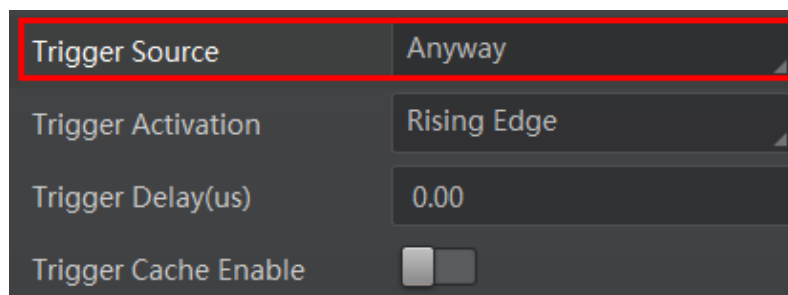 Trigger Source Anyway
Trigger Activation Rising Edge
Trigger Delay(us) 0.00
Trigger Cache Enable